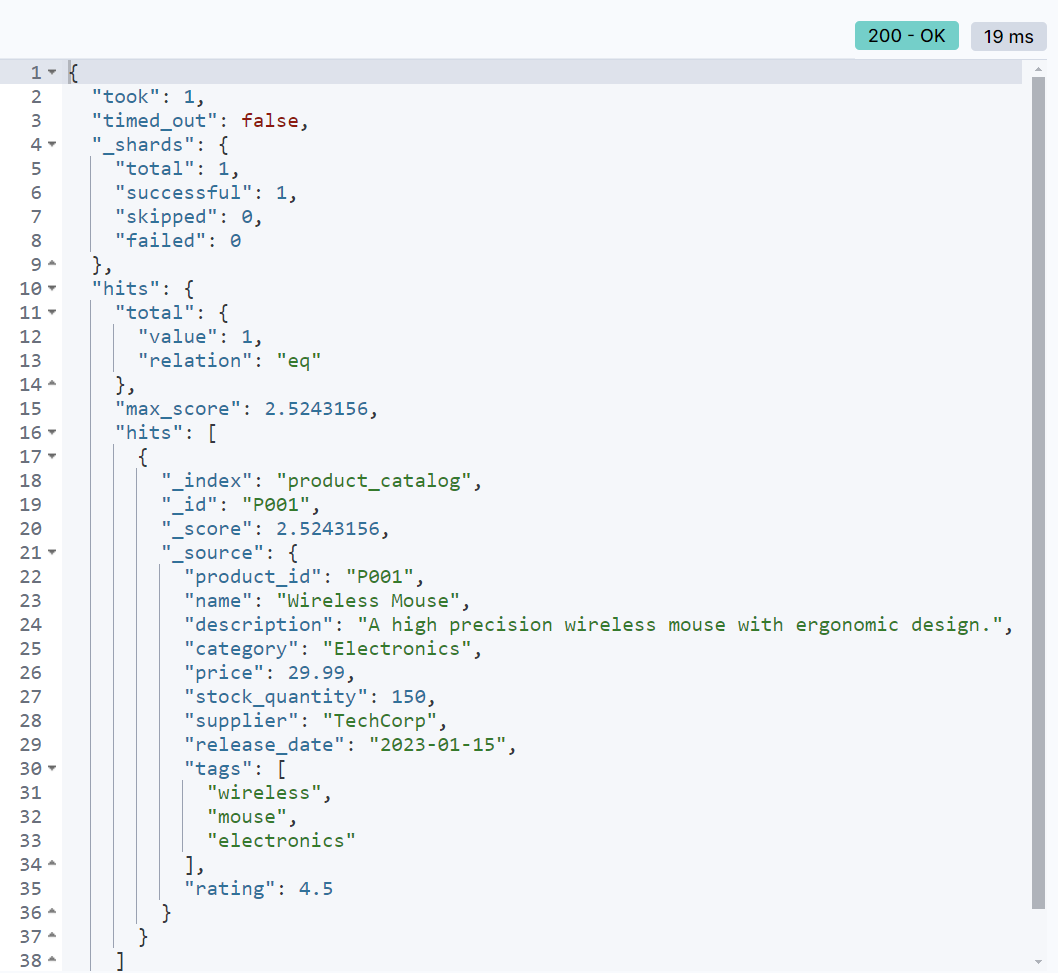 200 - OK 19 ms
1 {
2 "took": 1,
3 "timed_out": false,
4 "_shards": {
5 "total": 1,
6 "successful": 1,
7 "skipped": 0,
8 "failed": 0
9 },
10 "hits": {
11 "total": {
12 "value": 1,
13 "relation": "eq"
14 },
15 "max_score": 2.5243156,
16 "hits": [
17 {
18 "_index": "product_catalog",
19 "_id": "P001",
20 "_score": 2.5243156,
21 "_source": {
22 "product_id": "P001",
23 "name": "Wireless Mouse",
24 "description": "A high precision wireless mouse with ergonomic design.",
25 "category": "Electronics",
26 "price": 29.99,
27 "stock_quantity": 150,
28 "supplier": "TechCorp",
29 "release_date": "2023-01-15",
30 "tags": [
31 "wireless",
32 "mouse",
33 "electronics"
34 ],
35 "rating": 4.5
36 }
37 }
38 ]